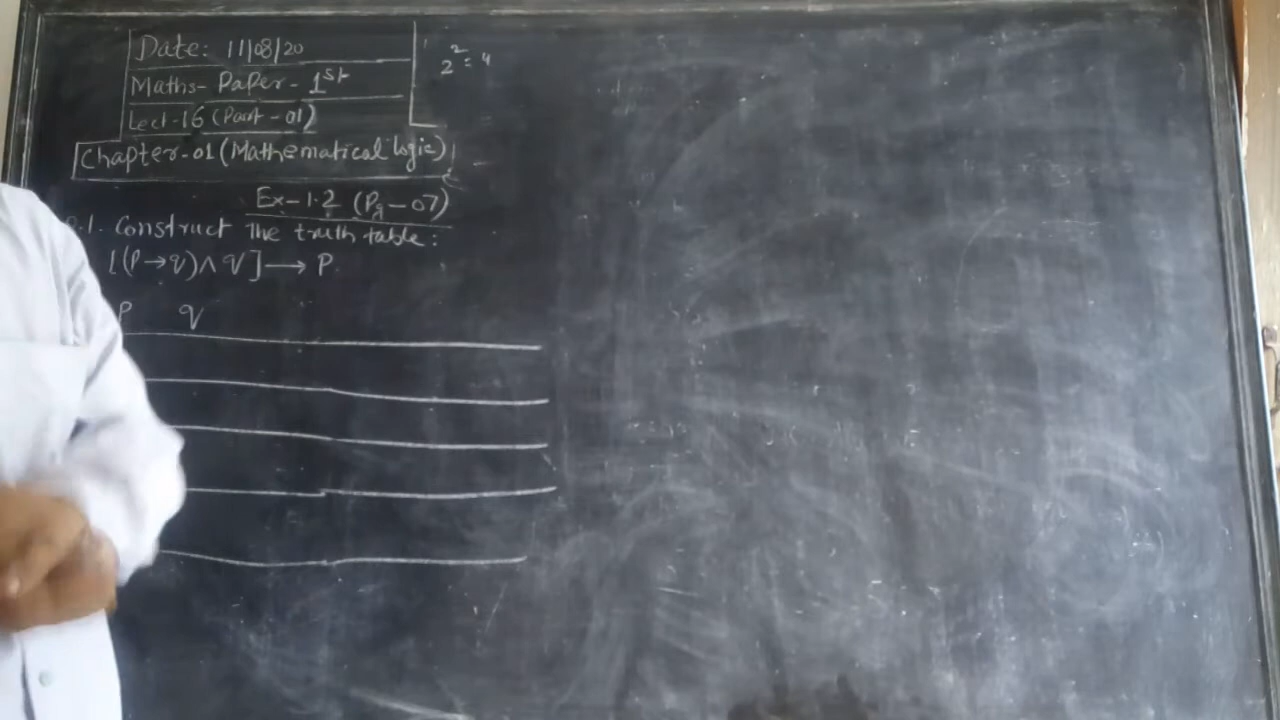 Date: 11/08/20
2² = 4
Maths- Paper - 1st
Lect-16 (Part-01)
Chapter-01 (Mathematical logic)
Ex-1.2 (Pg-07)
Q.1. Construct the truth table:
[(P→q)∧q]→P
P q